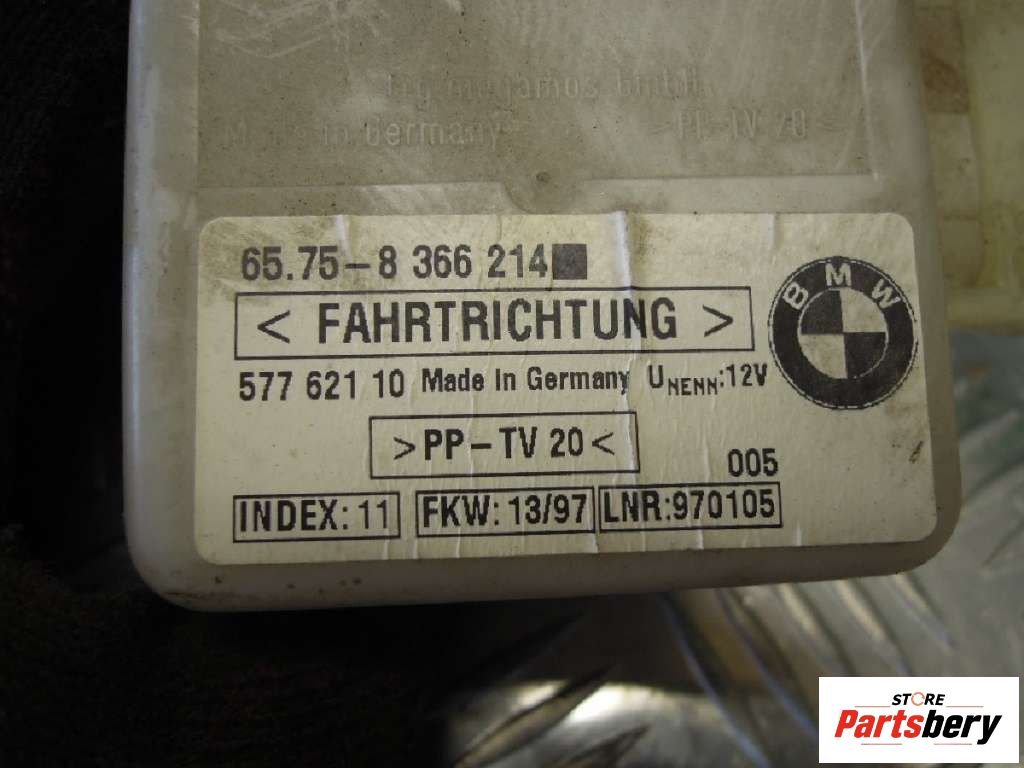 megamos GmbH
Made in Germany >PP-TV 20<
65.75-8 366 214
BMW
< FAHRTRICHTUNG >
577 621 10 Made In Germany UNENN:12V
>PP-TV 20<
005
INDEX: 11 FKW: 13/97 LNR:970105
STORE
Partsbery